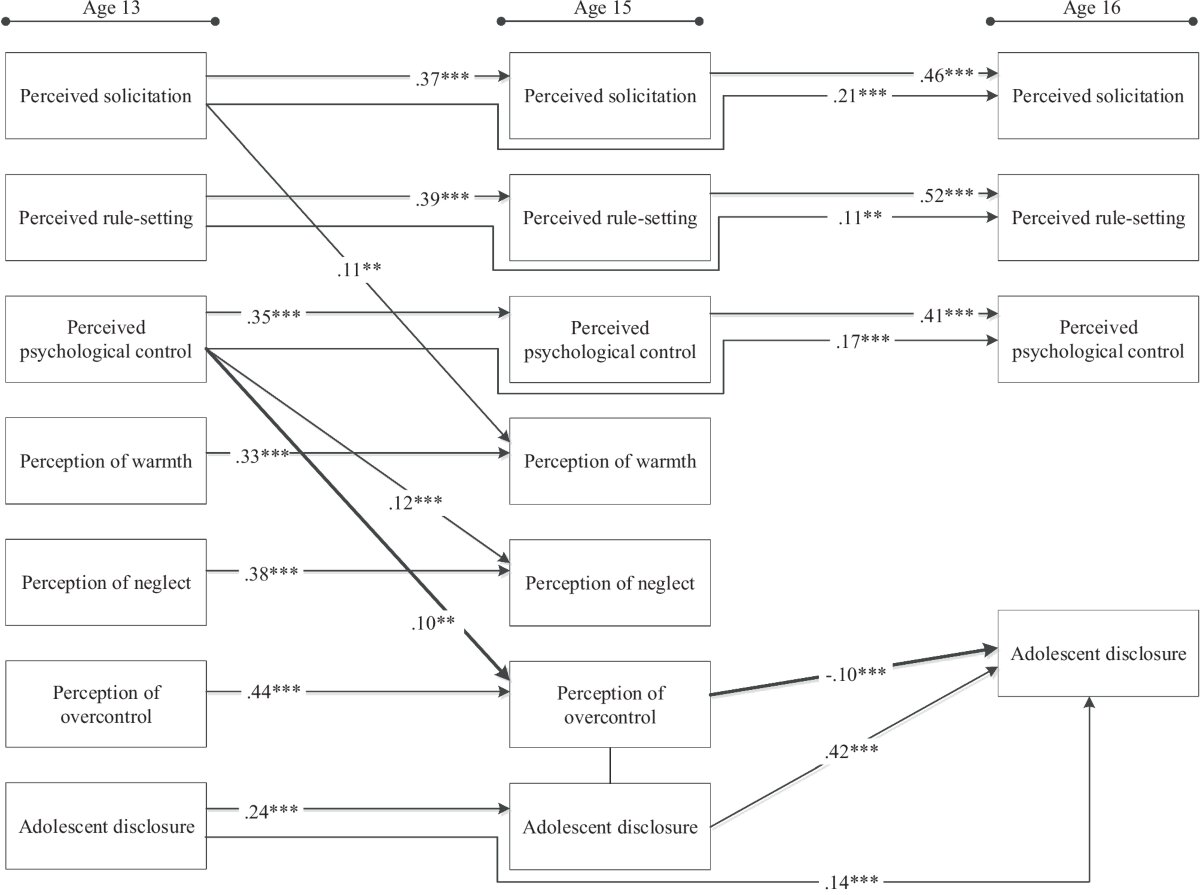 Age 13
Age 15
Age 16
Perceived solicitation
.37***
Perceived solicitation
.46***
.21***
Perceived solicitation
Perceived rule-setting
.39***
Perceived rule-setting
.52***
.11**
Perceived rule-setting
.11**
Perceived
psychological control
.35***
Perceived
psychological control
.41***
.17***
Perceived
psychological control
Perception of warmth
.33***
Perception of warmth
.12***
Perception of neglect
.38***
Perception of neglect
.10**
Perception of
overcontrol
.44***
Perception of
overcontrol
-.10***
Adolescent disclosure
.42***
Adolescent disclosure
.24***
Adolescent disclosure
.14***